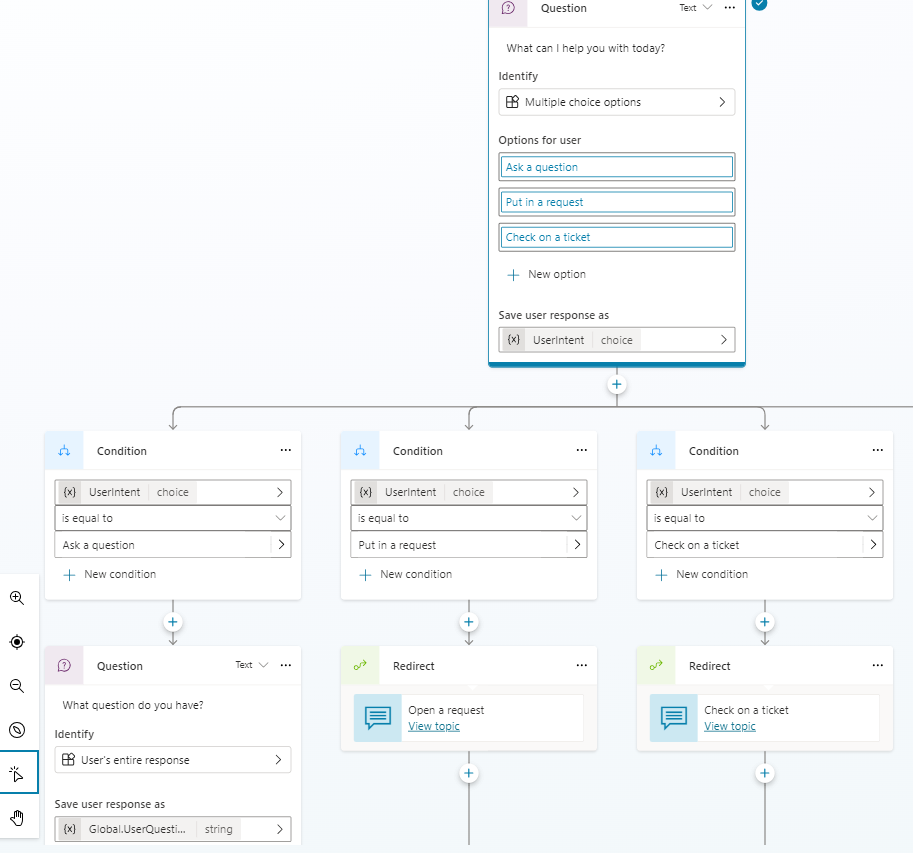 Question Text
What can I help you with today?
Identify
Multiple choice options
Options for user
Ask a question
Put in a request
Check on a ticket
New option
Save user response as
{x} UserIntent choice
Condition
{x} UserIntent choice
is equal to
Ask a question
New condition
Condition
{x} UserIntent choice
is equal to
Put in a request
New condition
Condition
{x} UserIntent choice
is equal to
Check on a ticket
New condition
Question Text
What question do you have?
Identify
User's entire response
Save user response as
{x} Global.UserQuesti... string
Redirect
Open a request
View topic
Redirect
Check on a ticket
View topic